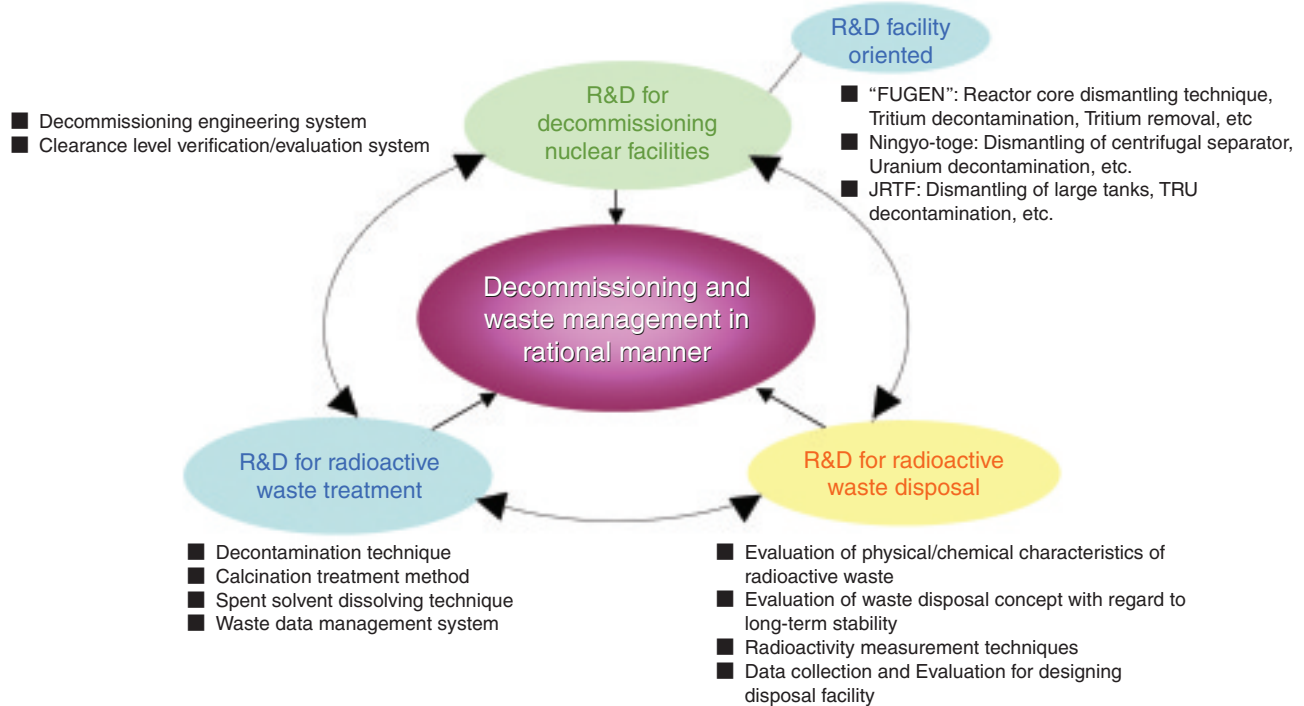 R&D facility
oriented
■ “FUGEN”: Reactor core dismantling technique,
Tritium decontamination, Tritium removal, etc
■ Ningyo-toge: Dismantling of centrifugal separator,
Uranium decontamination, etc.
■ JRTF: Dismantling of large tanks, TRU
decontamination, etc.
R&D for
decommissioning
nuclear facilities
■ Decommissioning engineering system
■ Clearance level verification/evaluation system
Decommissioning and
waste management in
rational manner
R&D for radioactive
waste treatment
■ Decontamination technique
■ Calcination treatment method
■ Spent solvent dissolving technique
■ Waste data management system
R&D for radioactive
waste disposal
■ Evaluation of physical/chemical characteristics of
radioactive waste
■ Evaluation of waste disposal concept with regard to
long-term stability
■ Radioactivity measurement techniques
■ Data collection and Evaluation for designing
disposal facility